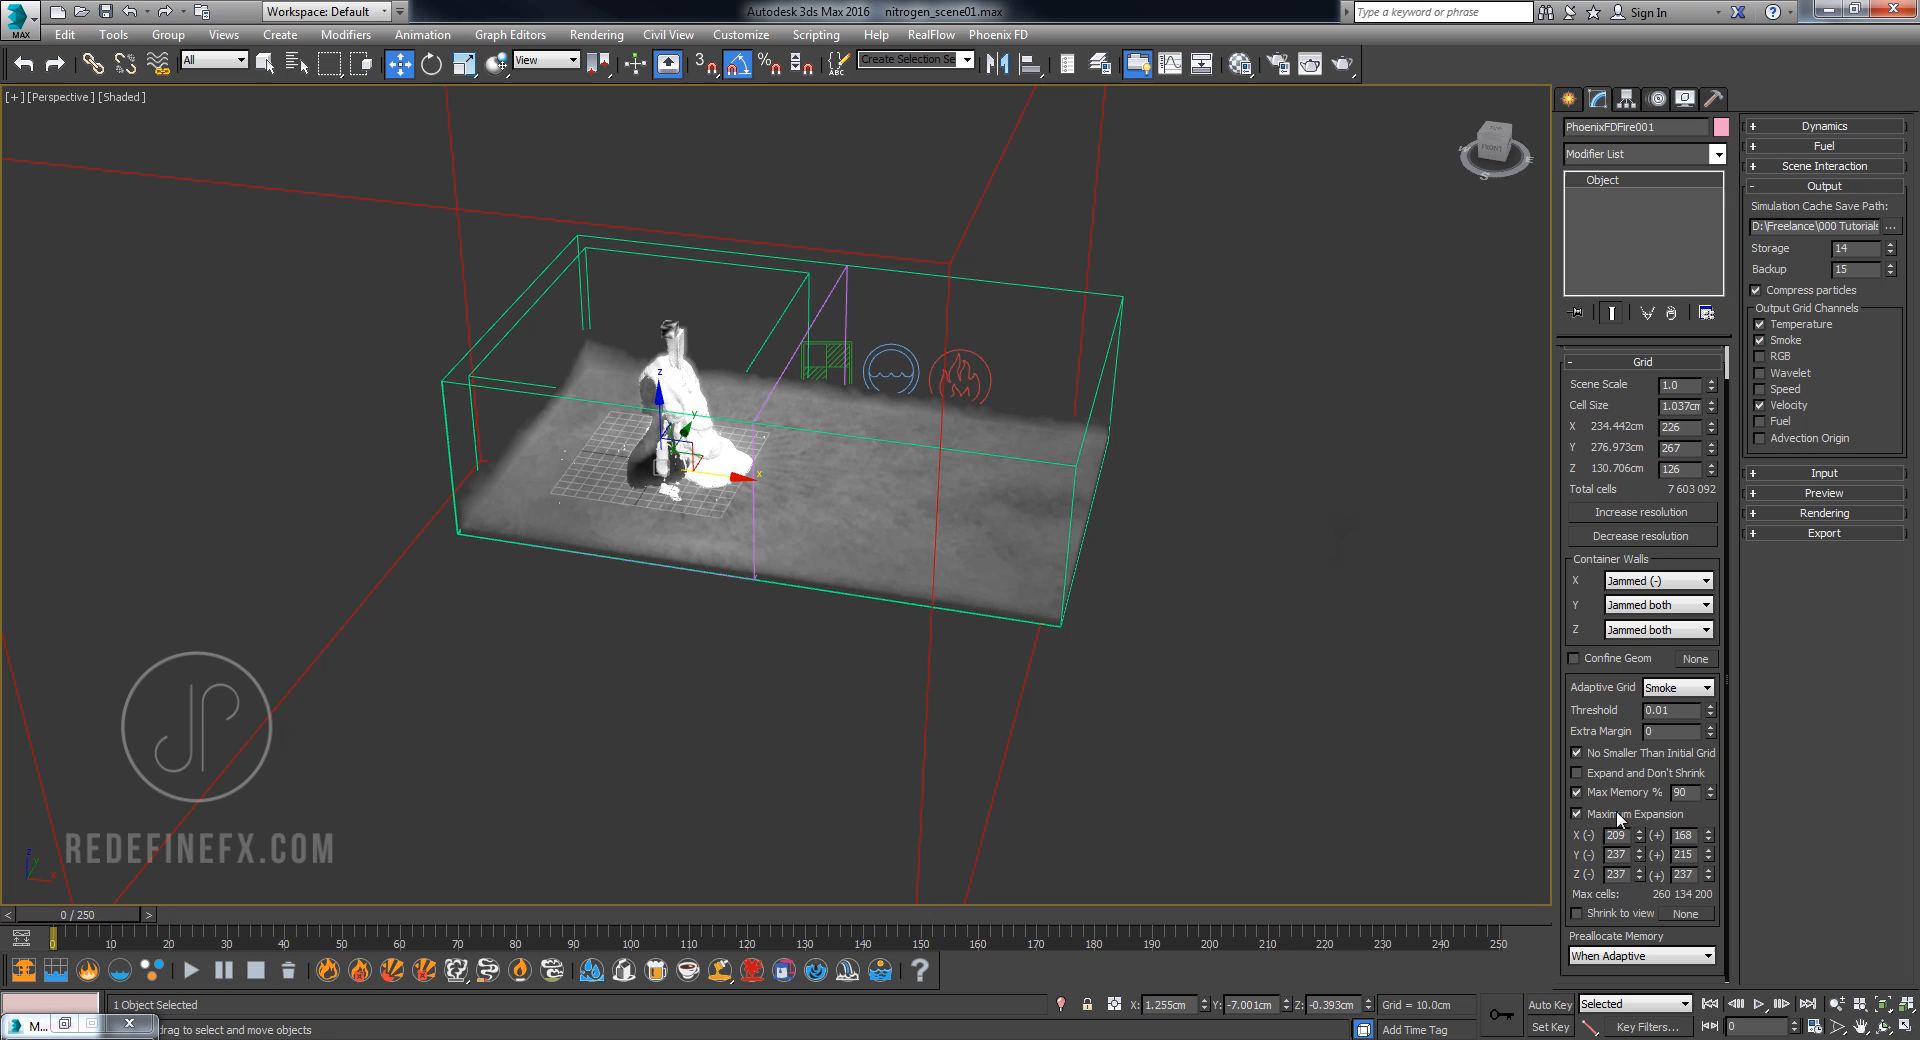 MAX
Workspace: Default
Autodesk 3ds Max 2016 nitrogen_scene01.max
Type a keyword or phrase
Sign In
Edit Tools Group Views Create Modifiers Animation Graph Editors Rendering Civil View Customize Scripting Help RealFlow Phoenix FD
All
View
3
%
ABC
Create Selection Se
[+] [Perspective] [Shaded]
TOP
FRONT
S
PhoenixFDFire001
Modifier List
Object
+ Dynamics
+ Fuel
+ Scene Interaction
- Output
Simulation Cache Save Path:
D:\Freelance\000 Tutorials ...
Storage 14
Backup 15
Compress particles
Output Grid Channels
Temperature
Smoke
RGB
Wavelet
Speed
Velocity
Fuel
Advection Origin
+ Input
+ Preview
+ Rendering
+ Export
- Grid
Scene Scale 1.0
Cell Size 1.037cm
X 234.442cm 226
Y 276.973cm 267
Z 130.706cm 126
Total cells 7 603 092
Increase resolution
Decrease resolution
Container Walls
X Jammed (-)
Y Jammed both
Z Jammed both
Confine Geom None
Adaptive Grid Smoke
Threshold 0.01
Extra Margin 0
No Smaller Than Initial Grid
Expand and Don't Shrink
Max Memory % 90
Maximum Expansion
X (-) 209 (+) 168
Y (-) 237 (+) 215
Z (-) 237 (+) 237
Max cells: 260 134 200
Shrink to view None
Preallocate Memory
When Adaptive
z
y
x
JP
REDEFINEFX.COM
z
y
x
< 0 / 250 >
0 10 20 30 40 50 60 70 80 90 100 110 120 130 140 150 160 170 180 190 200 210 220 230 240 250
?
1 Object Selected
X: 1.255cm Y: -7.001cm Z: -0.393cm Grid = 10.0cm
Auto Key Selected
M...
drag to select and move objects
Add Time Tag
Set Key Key Filters...
0